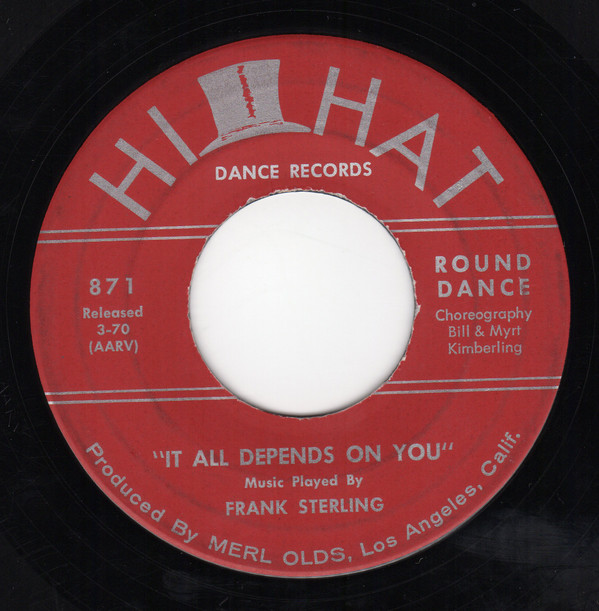 HI HAT
DANCE RECORDS
871
Released
3-70
(AARV)
ROUND
DANCE
Choreography
Bill & Myrt
Kimberling
"IT ALL DEPENDS ON YOU"
Music Played By
FRANK STERLING
Produced By MERL OLDS, Los Angeles, Calif.